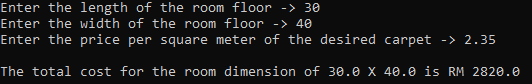 Enter the length of the room floor -> 30
Enter the width of the room floor -> 40
Enter the price per square meter of the desired carpet -> 2.35
The total cost for the room dimension of 30.0 X 40.0 is RM 2820.0